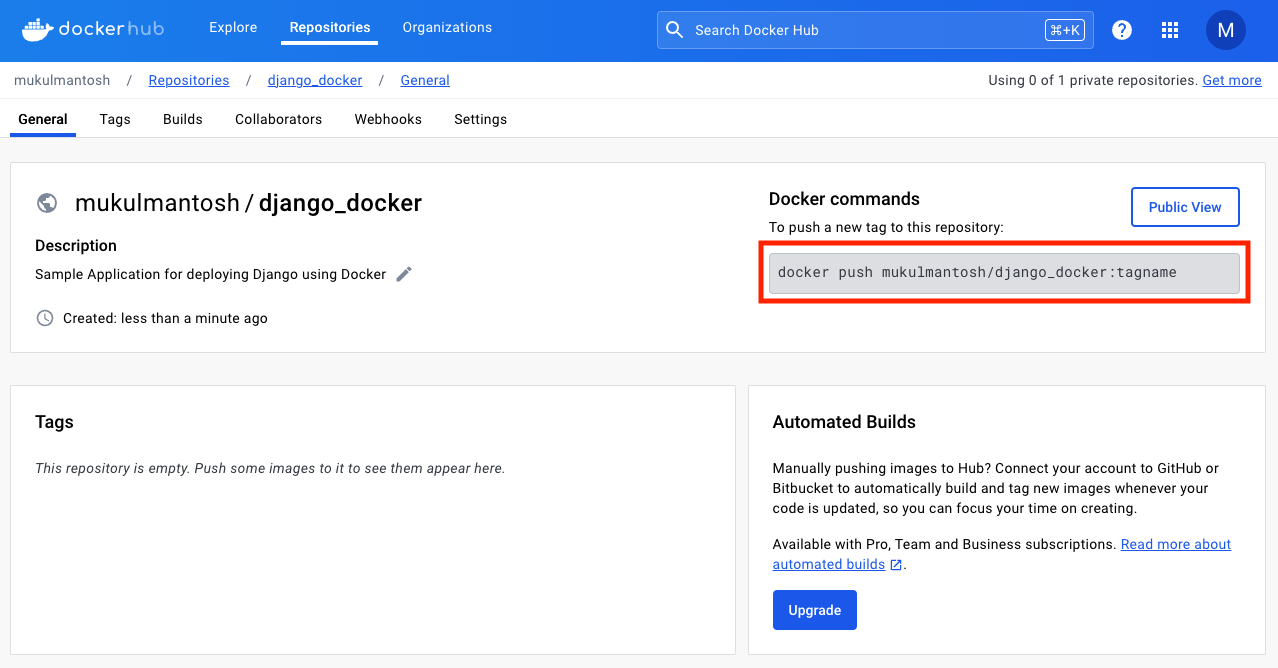 dockerhub Explore Repositories Organizations Search Docker Hub ⌘+K ? M
mukulmantosh / Repositories / django_docker / General Using 0 of 1 private repositories. Get more
General Tags Builds Collaborators Webhooks Settings
mukulmantosh / django_docker
Description
Sample Application for deploying Django using Docker
Created: less than a minute ago
Docker commands
Public View
To push a new tag to this repository:
docker push mukulmantosh/django_docker:tagname
Tags
This repository is empty. Push some images to it to see them appear here.
Automated Builds
Manually pushing images to Hub? Connect your account to GitHub or
Bitbucket to automatically build and tag new images whenever your
code is updated, so you can focus your time on creating.
Available with Pro, Team and Business subscriptions. Read more about
automated builds .
Upgrade